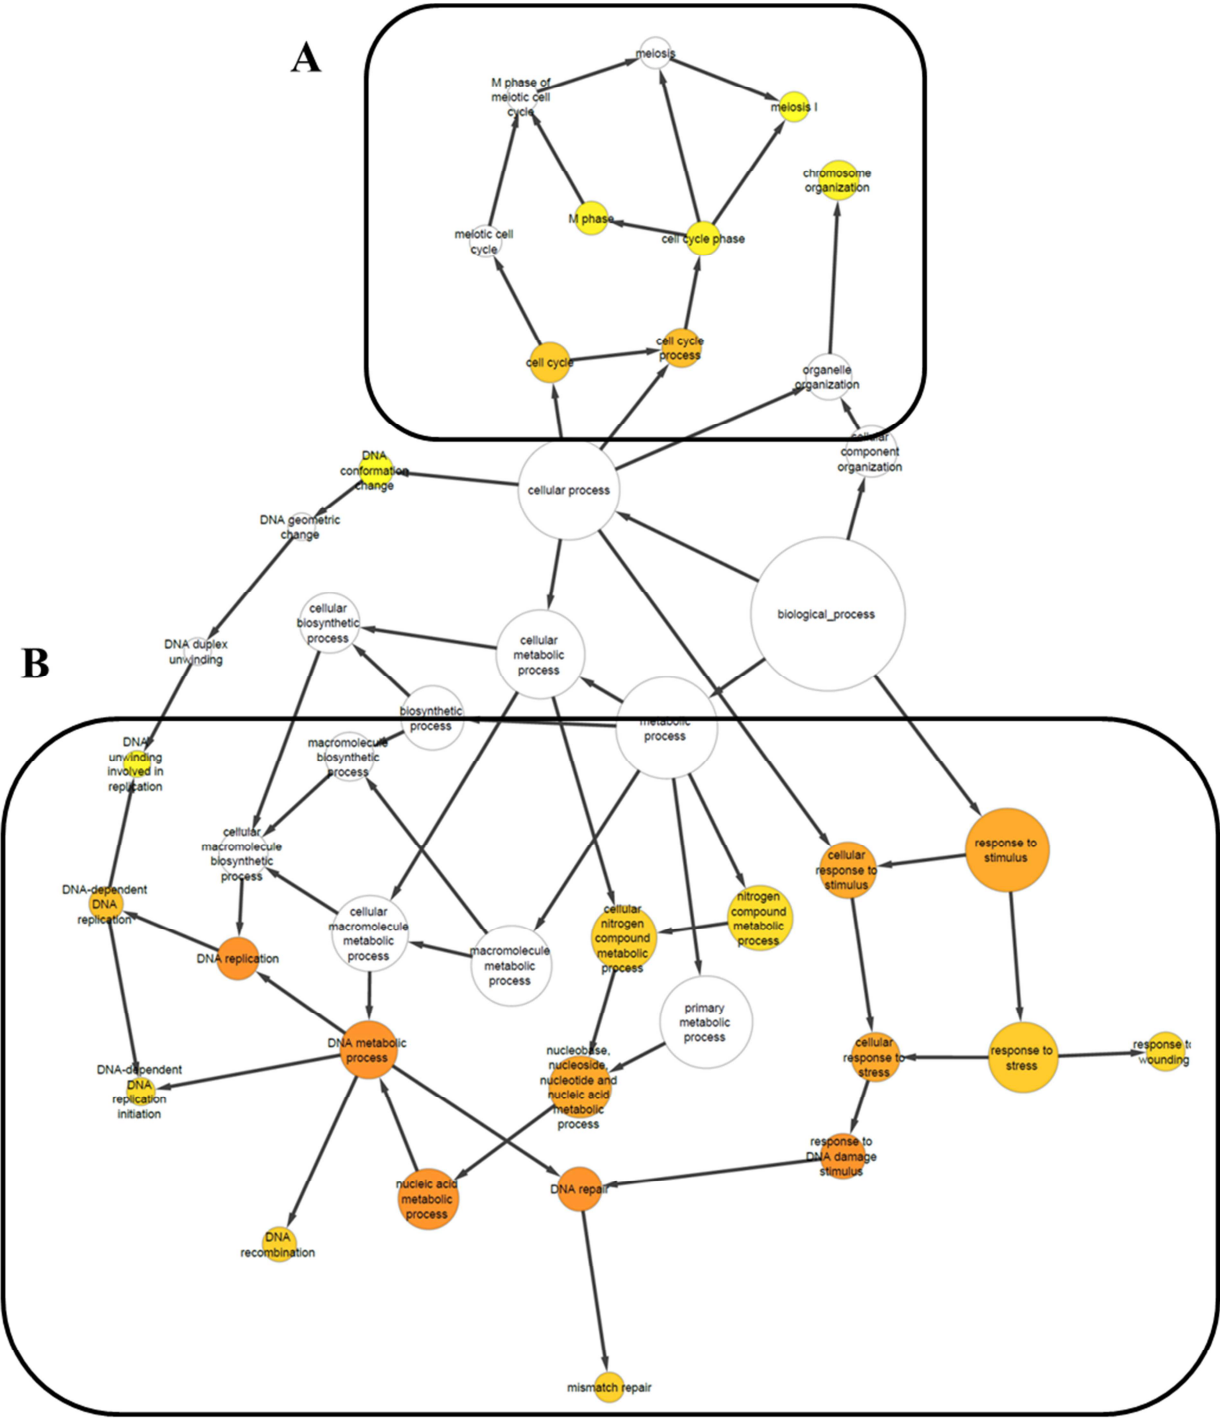 A
meiosis
M phase of
meiotic cell
cycle
meiosis I
chromosome
organization
M phase
meiotic cell
cycle
cell cycle phase
cell cycle
cell cycle
process
organelle
organization
cellular
component
organization
DNA
conformation
change
cellular process
DNA geometric
change
biological_process
cellular
biosynthetic
process
cellular
metabolic
process
DNA duplex
unwinding
B
biosynthetic
process
metabolic
process
DNA
unwinding
involved in
replication
macromolecule
biosynthetic
process
cellular
macromolecule
biosynthetic
process
cellular
response to
stimulus
response to
stimulus
DNA-dependent
DNA
replication
cellular
macromolecule
metabolic
process
cellular
nitrogen
compound
metabolic
process
nitrogen
compound
metabolic
process
DNA replication
macromolecule
metabolic
process
primary
metabolic
process
DNA metabolic
process
nucleobase,
nucleoside,
nucleotide and
nucleic acid
metabolic
process
cellular
response to
stress
response to
stress
response to
wounding
DNA-dependent
DNA
replication
initiation
response to
DNA damage
stimulus
nucleic acid
metabolic
process
DNA repair
DNA
recombination
mismatch repair